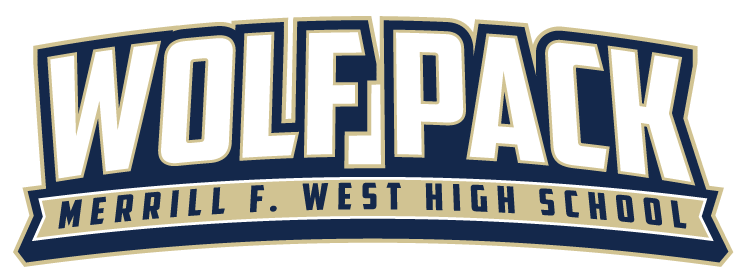 WOLFPACK
MERRILL F. WEST HIGH SCHOOL